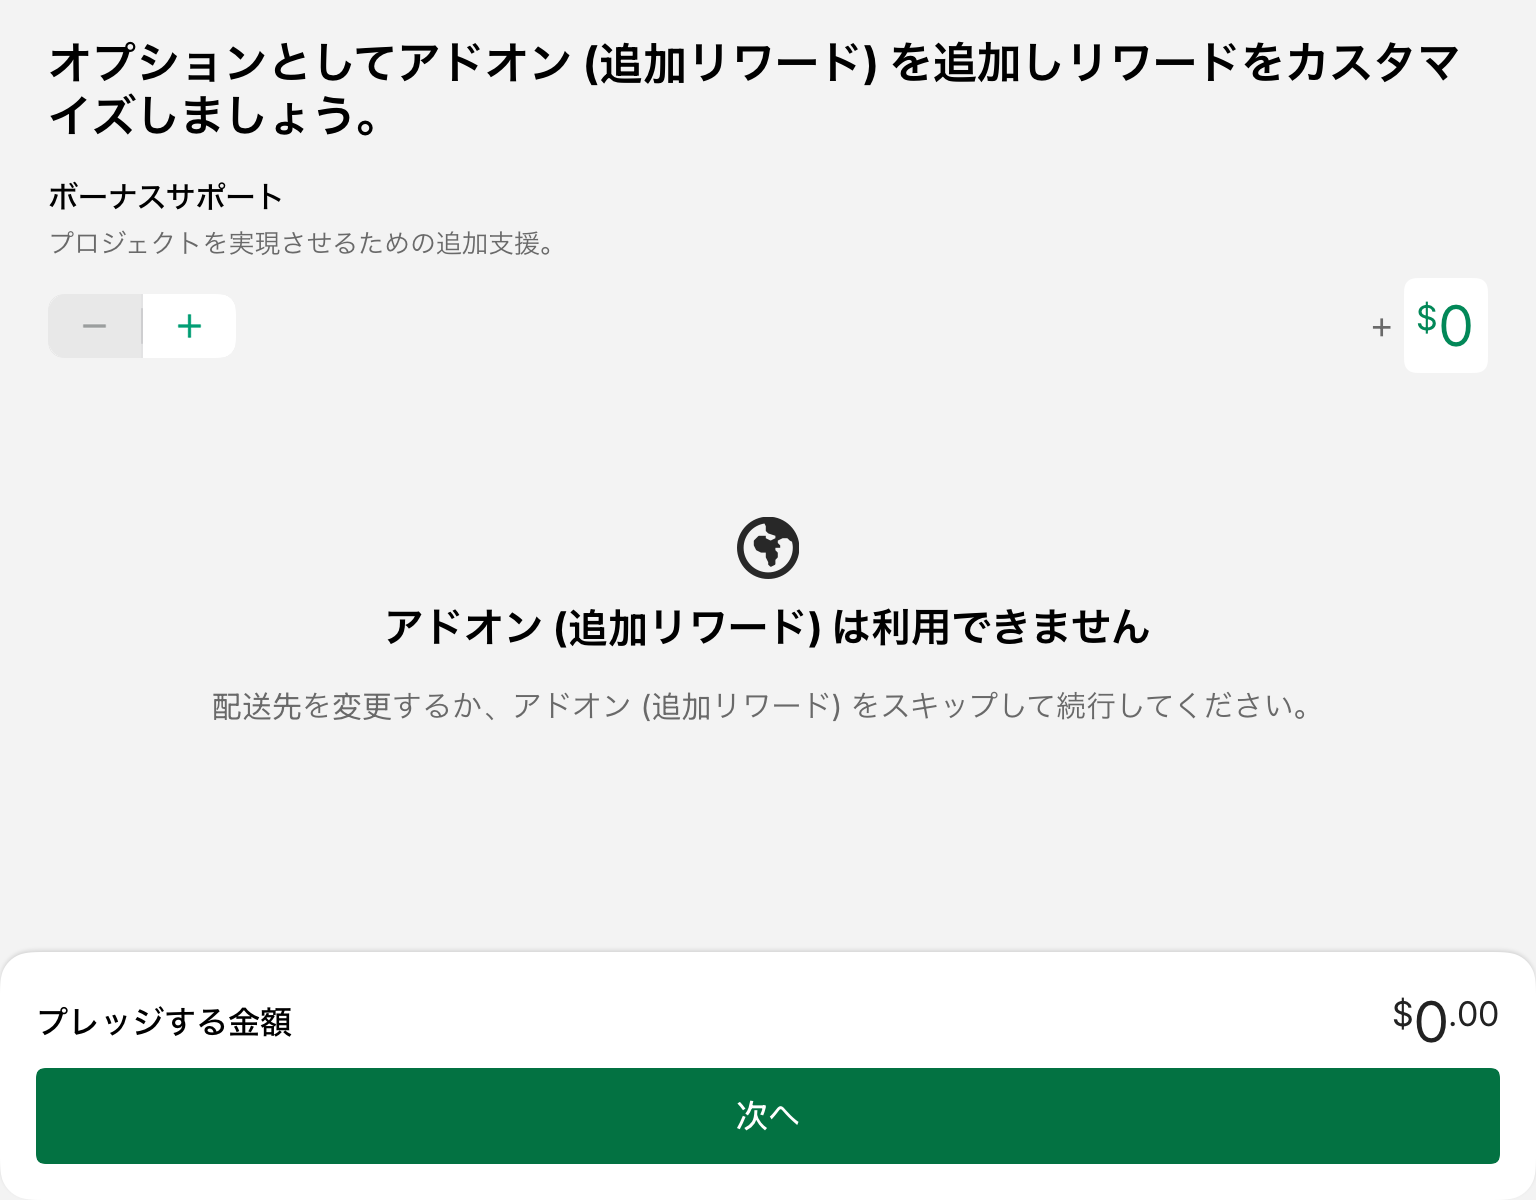 オプションとしてアドオン (追加リワード) を追加しリワードをカスタマ
イズしましょう。
ボーナスサポート
プロジェクトを実現させるための追加支援。
− +
+ $0
アドオン (追加リワード) は利用できません
配送先を変更するか、アドオン (追加リワード) をスキップして続行してください。
プレッジする金額
$0.00
次へ